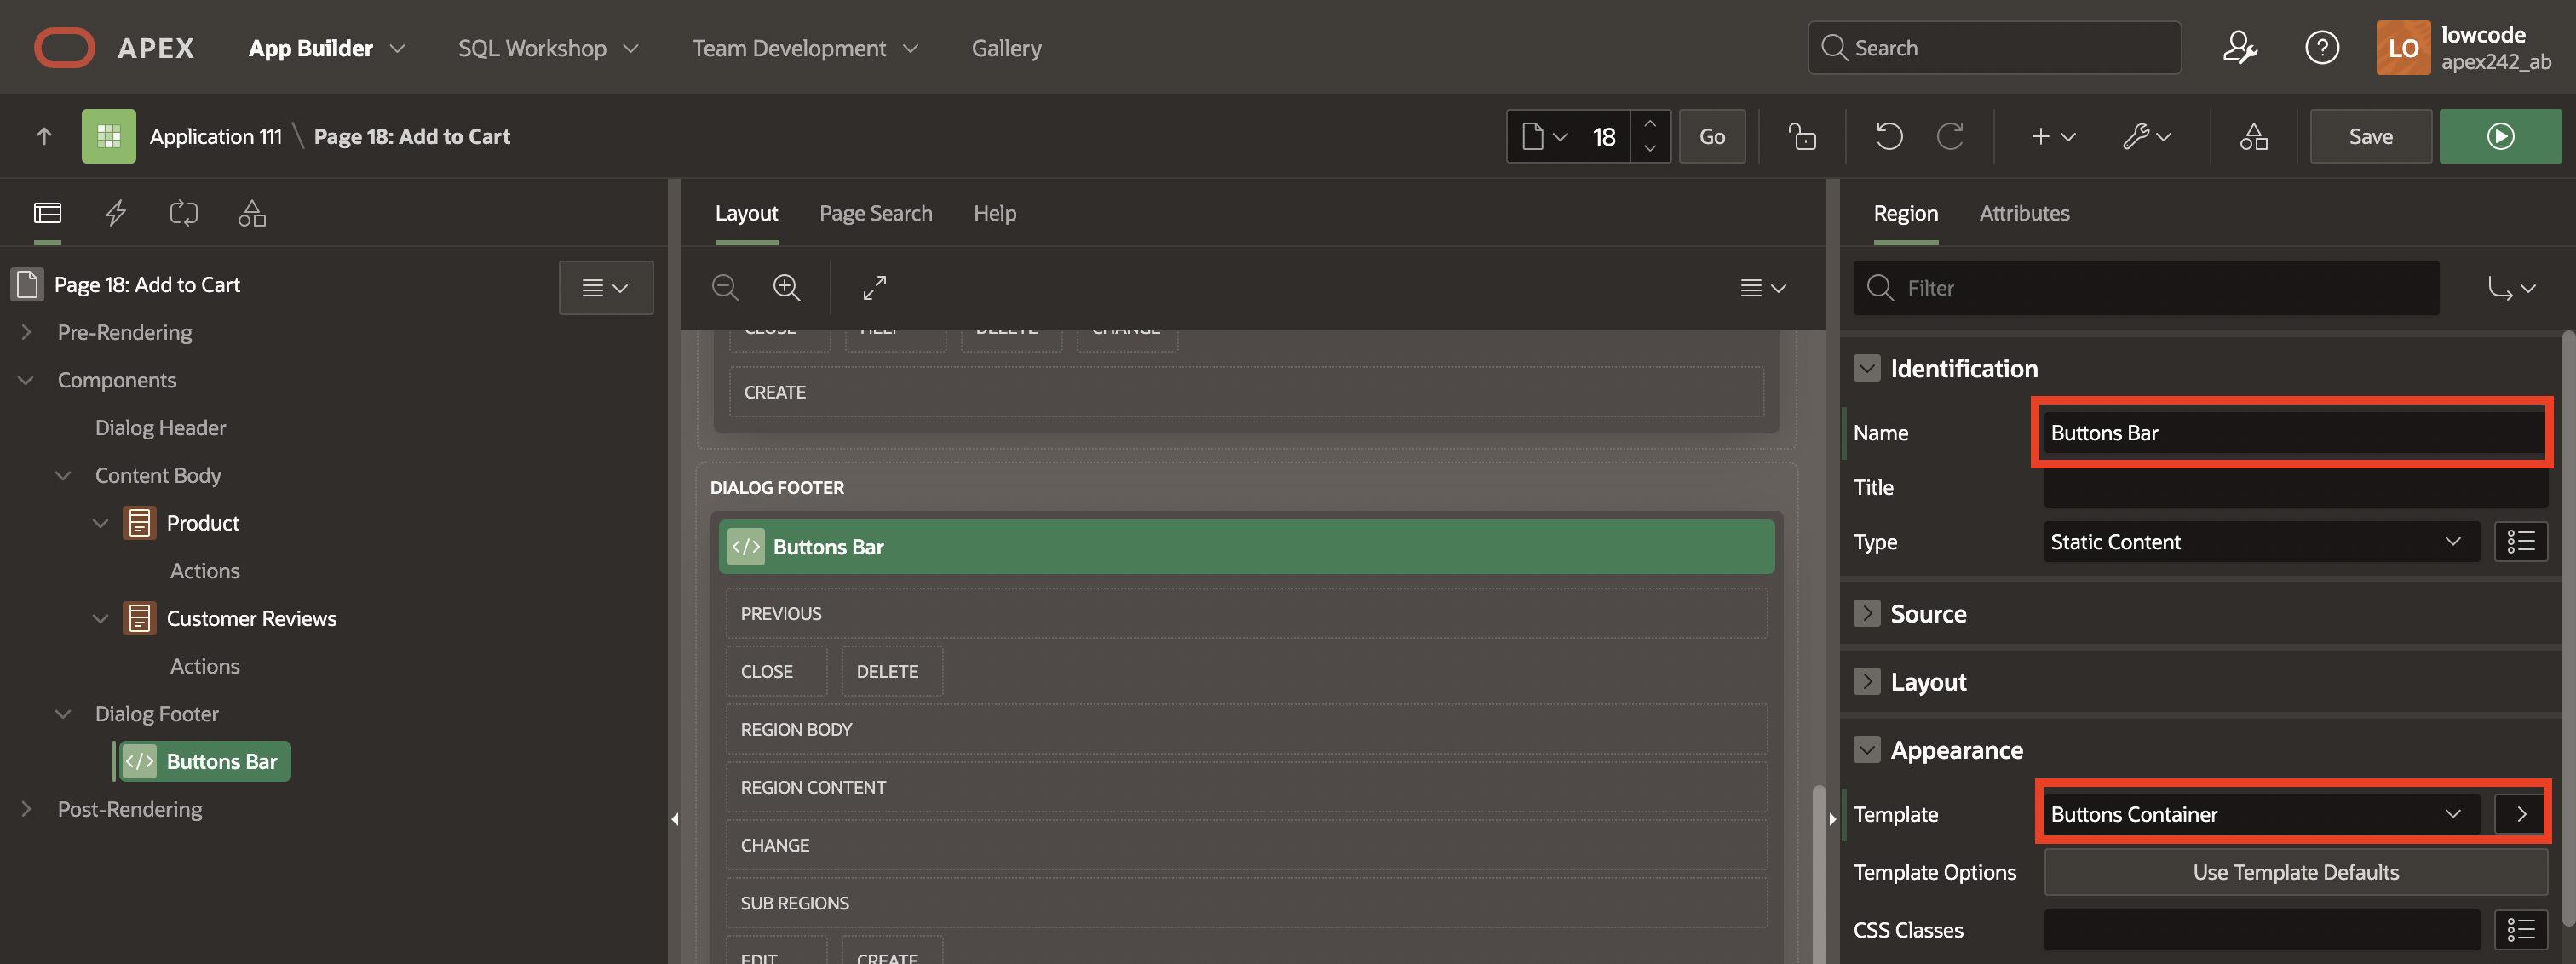 APEX App Builder SQL Workshop Team Development Gallery Search LO lowcode
apex242_ab
Application 111 \ Page 18: Add to Cart 18 Go Save
Layout Page Search Help
Region Attributes
Page 18: Add to Cart
Pre-Rendering
Components
Dialog Header
Content Body
Product
Actions
Customer Reviews
Actions
Dialog Footer
Buttons Bar
Post-Rendering
CLOSE HELP DELETE CHANGE
CREATE
DIALOG FOOTER
Buttons Bar
PREVIOUS
CLOSE DELETE
REGION BODY
REGION CONTENT
CHANGE
SUB REGIONS
EDIT CREATE
Filter
Identification
Name Buttons Bar
Title
Type Static Content
Source
Layout
Appearance
Template Buttons Container
Template Options Use Template Defaults
CSS Classes